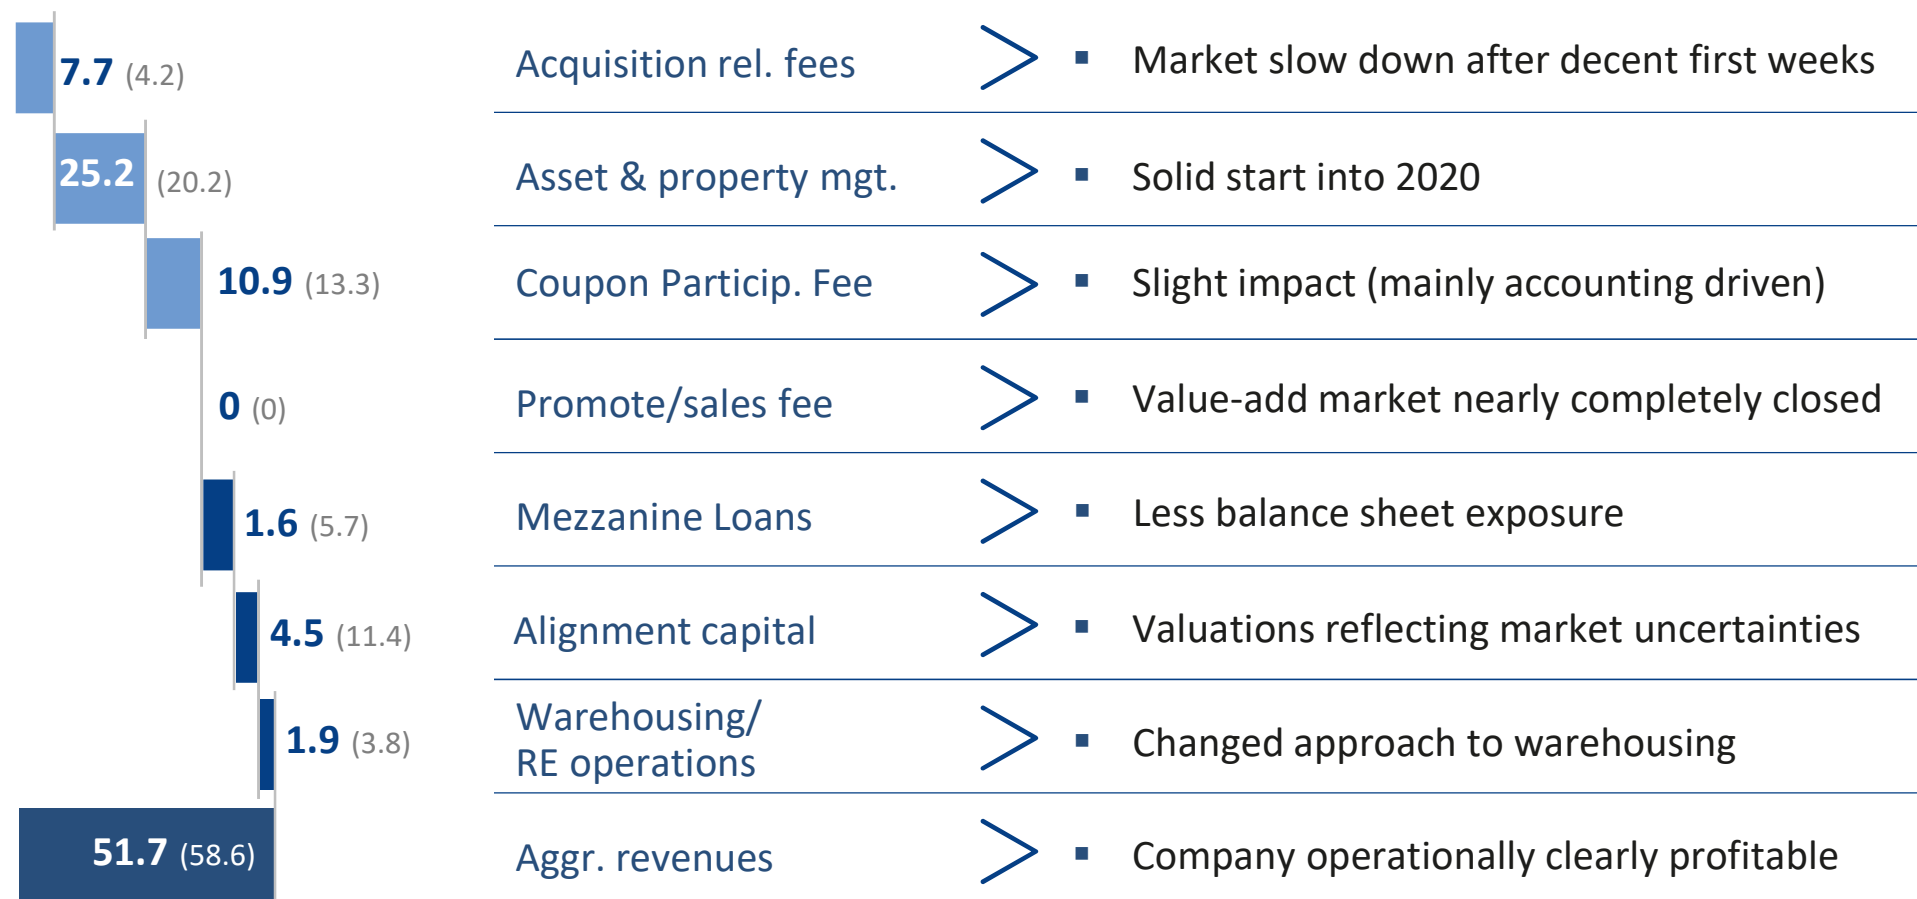 7.7 (4.2) Acquisition rel. fees ▪ Market slow down after decent first weeks
25.2 (20.2) Asset & property mgt. ▪ Solid start into 2020
10.9 (13.3) Coupon Particip. Fee ▪ Slight impact (mainly accounting driven)
0 (0) Promote/sales fee ▪ Value-add market nearly completely closed
1.6 (5.7) Mezzanine Loans ▪ Less balance sheet exposure
4.5 (11.4) Alignment capital ▪ Valuations reflecting market uncertainties
1.9 (3.8) Warehousing/
RE operations ▪ Changed approach to warehousing
51.7 (58.6) Aggr. revenues ▪ Company operationally clearly profitable